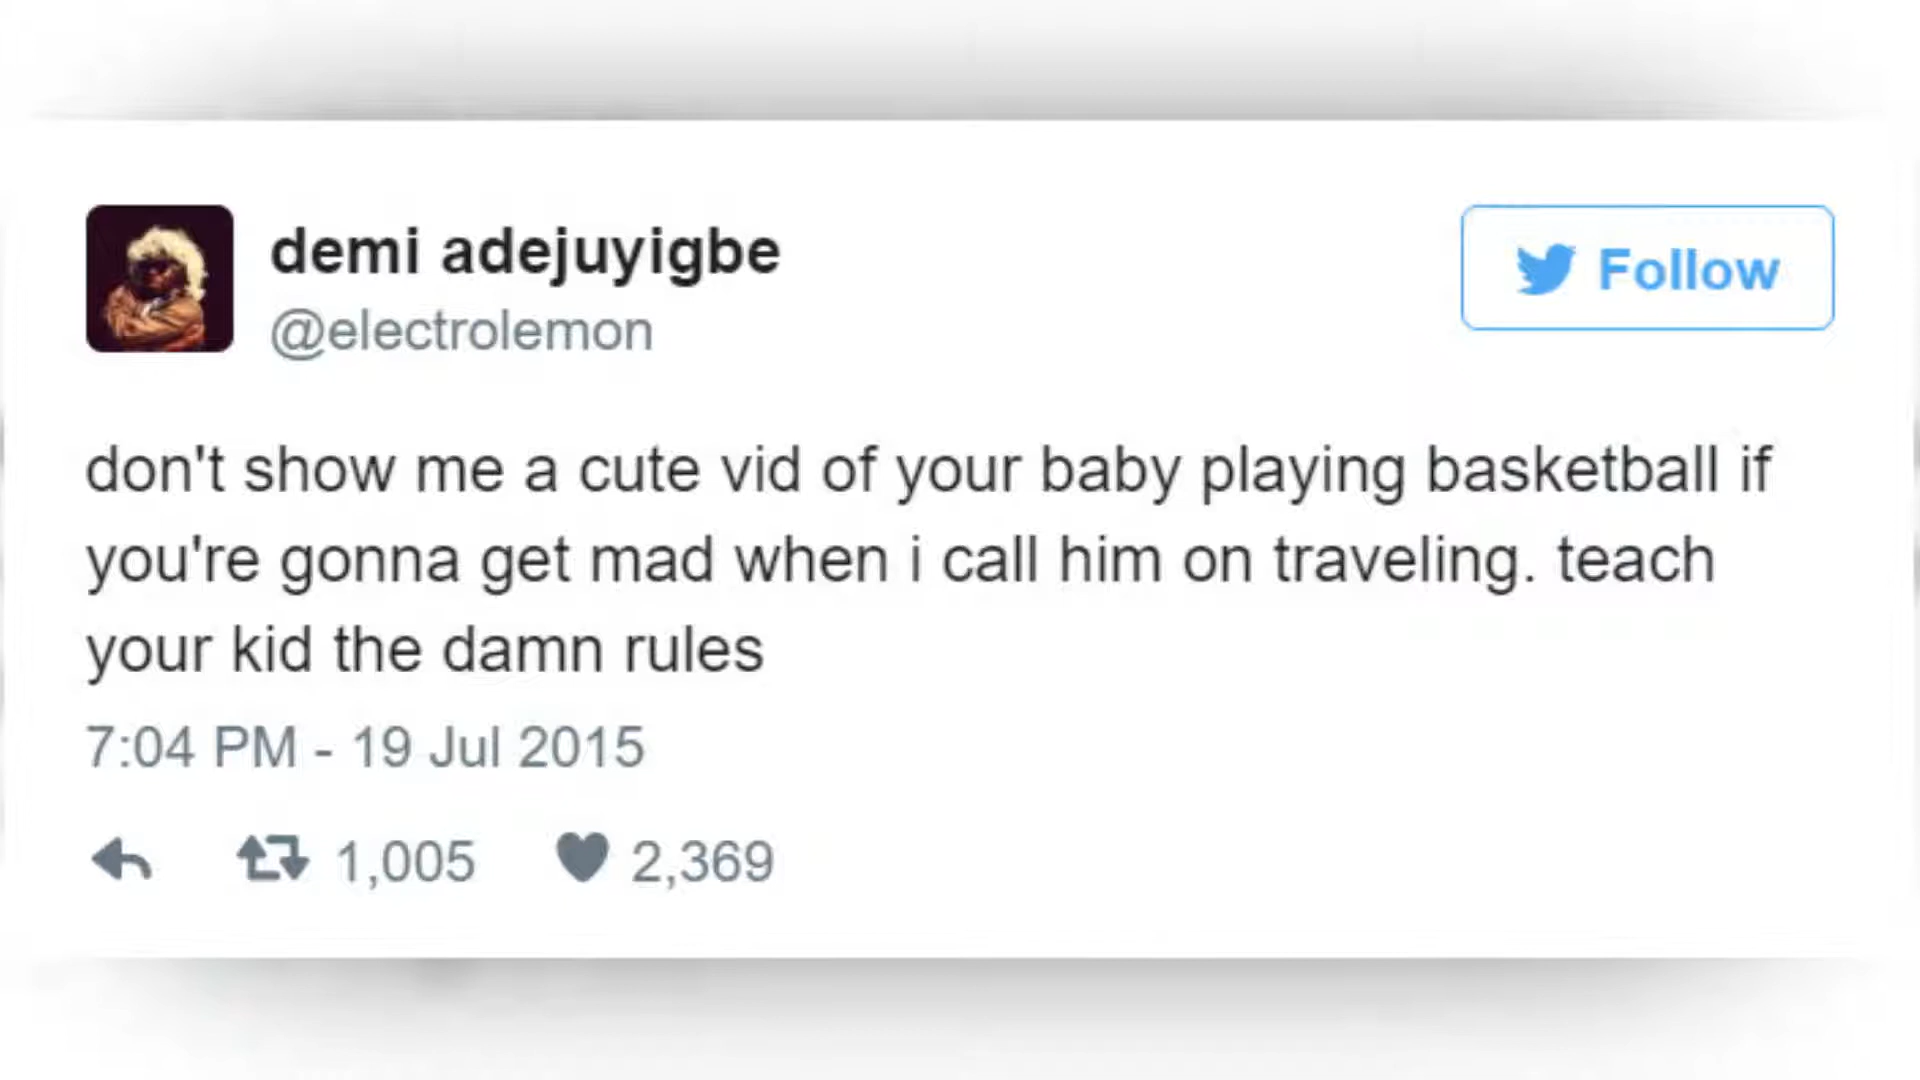 demi adejuyigbe
@electrolemon
Follow
don't show me a cute vid of your baby playing basketball if
you're gonna get mad when i call him on traveling. teach
your kid the damn rules
7:04 PM - 19 Jul 2015
1,005 2,369